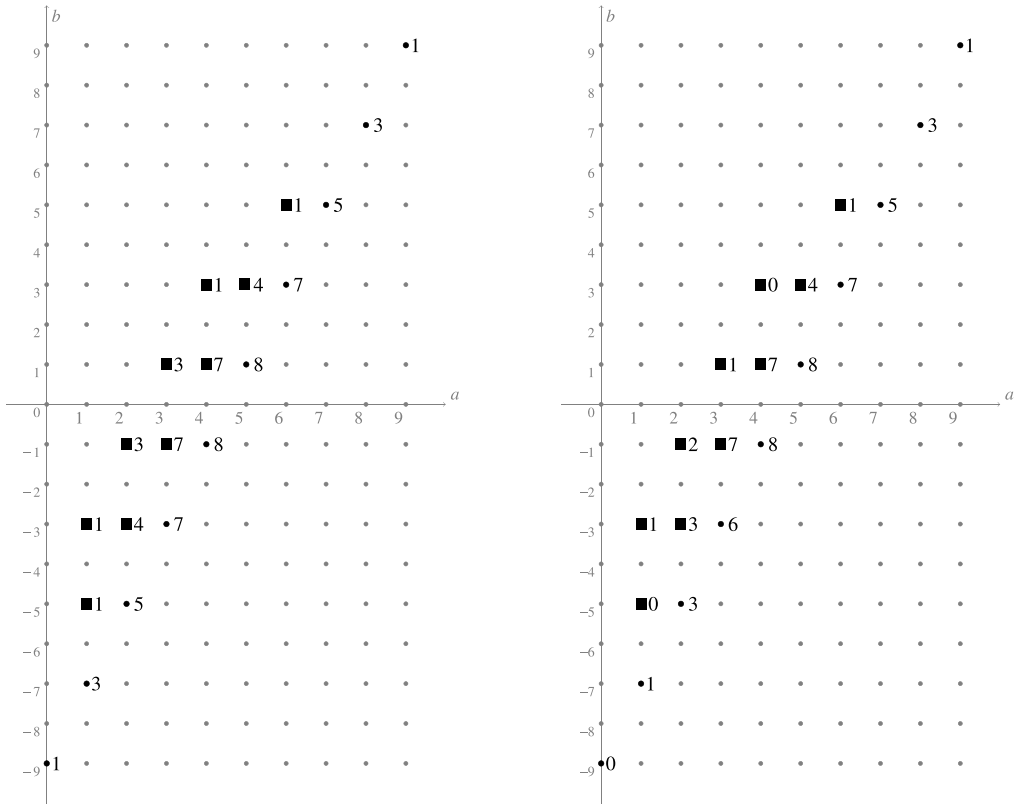 b b
9 1 9 1
8 8
7 3 7 3
6 6
5 1 5 5 1 5
4 4
3 1 4 7 3 0 4 7
2 2
1 3 7 8 1 1 7 8
a a
0 1 2 3 4 5 6 7 8 9 0 1 2 3 4 5 6 7 8 9
−1 3 7 8 −1 2 7 8
−2 −2
−3 1 4 7 −3 1 3 6
−4 −4
−5 1 5 −5 0 3
−6 −6
−7 3 −7 1
−8 −8
−9 1 −9 0